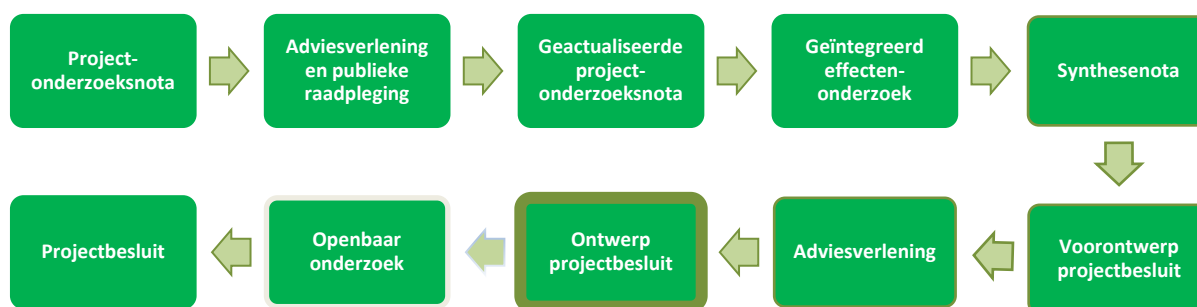 Project-
onderzoeksnota
Adviesverlening
en publieke
raadpleging
Geactualiseerde
project-
onderzoeksnota
Geïntegreerd
effecten-
onderzoek
Synthesenota
Projectbesluit
Openbaar
onderzoek
Ontwerp
projectbesluit
Adviesverlening
Voorontwerp
projectbesluit